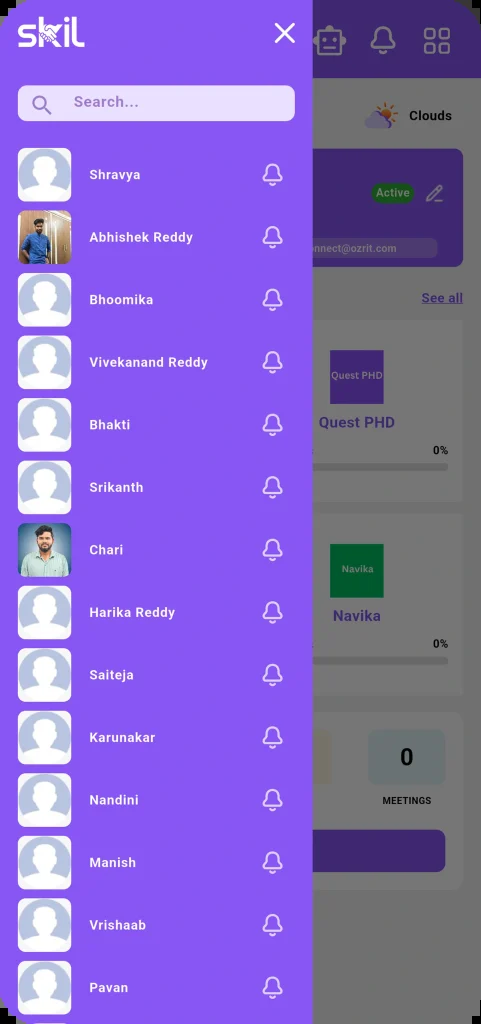 skil
Search...
Shravya
Abhishek Reddy
Bhoomika
Vivekanand Reddy
Bhakti
Srikanth
Chari
Harika Reddy
Saiteja
Karunakar
Nandini
Manish
Vrishaab
Pavan
Clouds
Active
nnect@ozrit.com
See all
Quest PHD
Quest PHD
0%
Navika
Navika
0%
0
MEETINGS